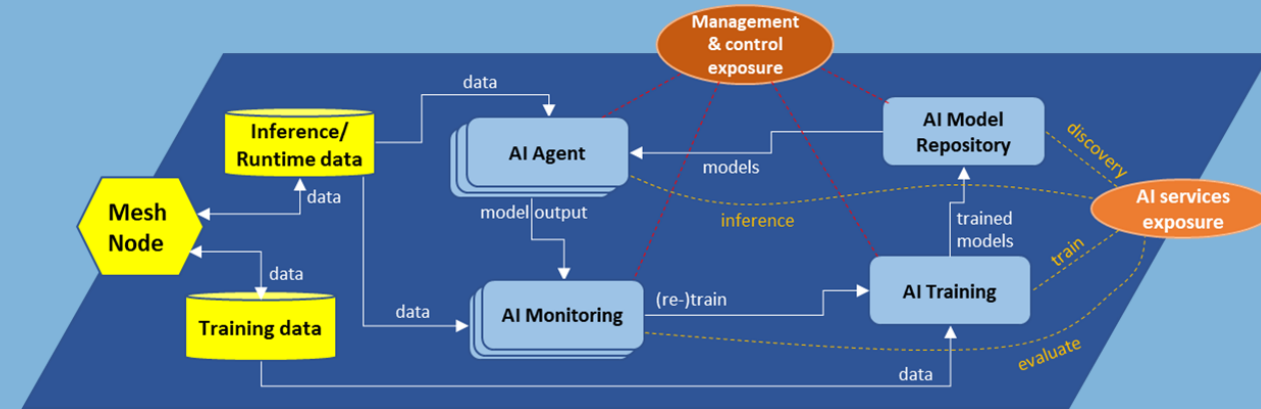 Management
& control
exposure
data
Inference/
Runtime data
AI Agent
AI Model
Repository
models
discovery
data
Mesh
Node
model output
inference
trained
models
AI services
exposure
data
train
Training data
data
AI Monitoring
(re-)train
AI Training
evaluate
data